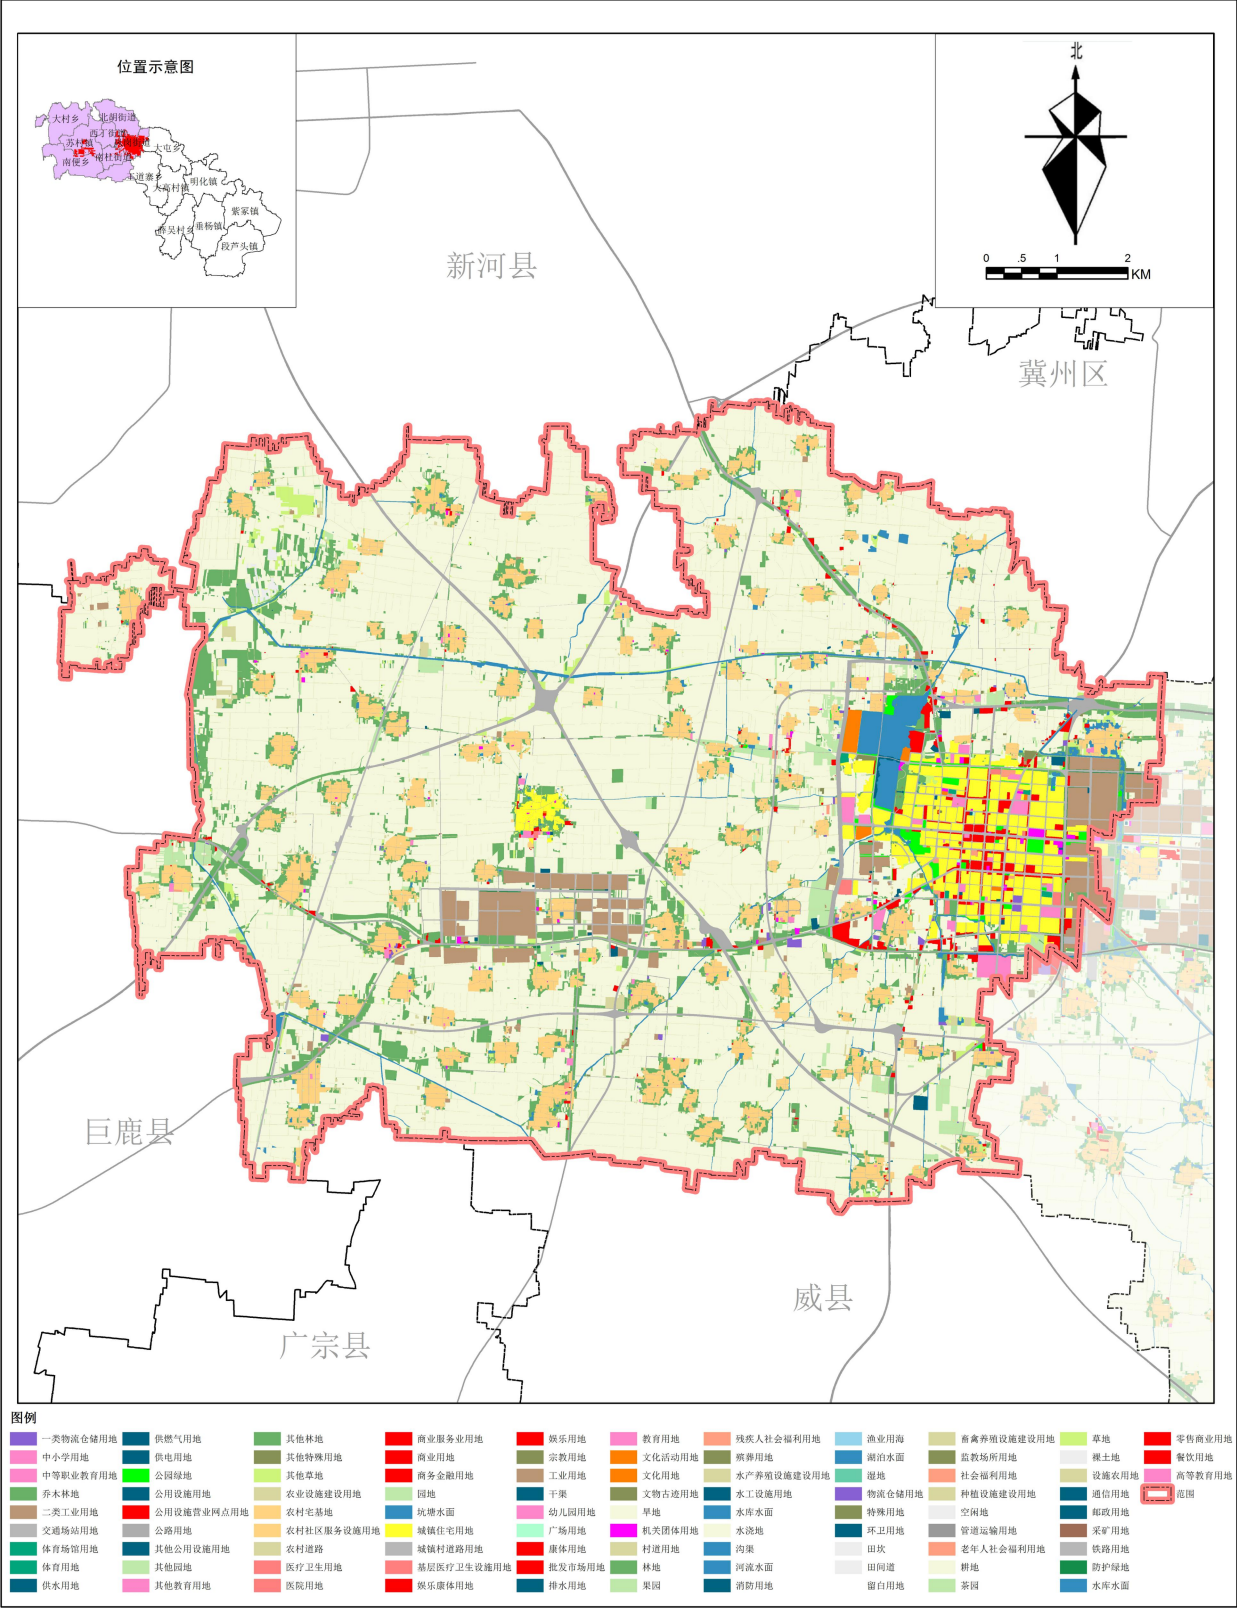 位置示意图
大村乡
北胡街道
西丁街道
苏村镇
大屯乡
南便乡
南杜街道
王道寨乡
大高村镇
明化镇
紫冢镇
薛吴村乡
垂杨镇
段芦头镇
北
0 .5 1 2
KM
新河县
冀州区
巨鹿县
广宗县
威县
图例
一类物流仓储用地 供燃气用地 其他林地 商业服务业用地 娱乐用地 教育用地 残疾人社会福利用地 渔业用海 畜禽养殖设施建设用地 草地 零售商业用地
中小学用地 供电用地 其他特殊用地 商业用地 宗教用地 文化活动用地 殡葬用地 湖泊水面 监教场所用地 裸土地 餐饮用地
中等职业教育用地 公园绿地 其他草地 商务金融用地 工业用地 文化用地 水产养殖设施建设用地 湿地 社会福利用地 设施农用地 高等教育用地
乔木林地 公用设施用地 农业设施建设用地 园地 干渠 文物古迹用地 水工设施用地 物流仓储用地 种植设施建设用地 通信用地 范围
二类工业用地 公用设施营业网点用地 农村宅基地 坑塘水面 幼儿园用地 旱地 水库水面 特殊用地 空闲地 邮政用地
交通场站用地 公路用地 农村社区服务设施用地 城镇住宅用地 广场用地 机关团体用地 水浇地 环卫用地 管道运输用地 采矿用地
体育场馆用地 其他公用设施用地 农村道路 城镇村道路用地 康体用地 村道用地 沟渠 田坎 老年人社会福利用地 铁路用地
体育用地 其他园地 医疗卫生用地 基层医疗卫生设施用地 批发市场用地 林地 河流水面 田间道 耕地 防护绿地
供水用地 其他教育用地 医院用地 娱乐康体用地 排水用地 果园 消防用地 留白用地 茶园 水库水面